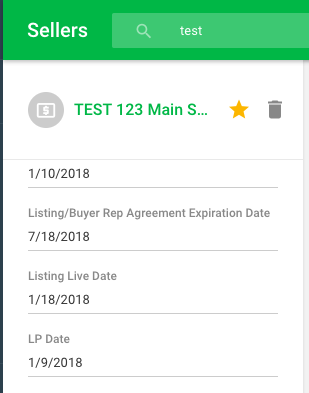 Sellers
test
TEST 123 Main S...
1/10/2018
Listing/Buyer Rep Agreement Expiration Date
7/18/2018
Listing Live Date
1/18/2018
LP Date
1/9/2018